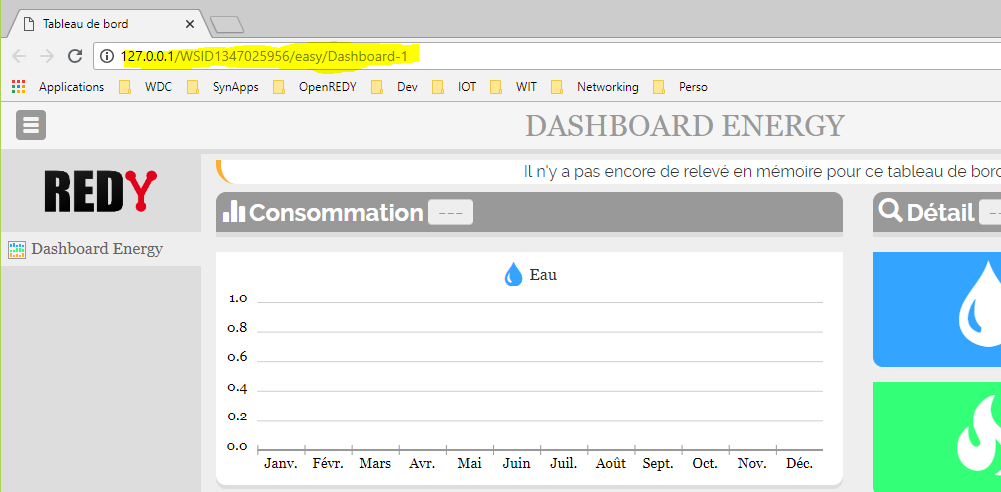 Tableau de bord
127.0.0.1/WSID1347025956/easy/Dashboard-1
Applications WDC SynApps OpenREDY Dev IOT WIT Networking Perso
DASHBOARD ENERGY
REDY
Dashboard Energy
Il n'y a pas encore de relevé en mémoire pour ce tableau de bord
Consommation ---
Détail --
Eau
1.0
0.8
0.6
0.4
0.2
0.0
Janv. Févr. Mars Avr. Mai Juin Juil. Août Sept. Oct. Nov. Déc.